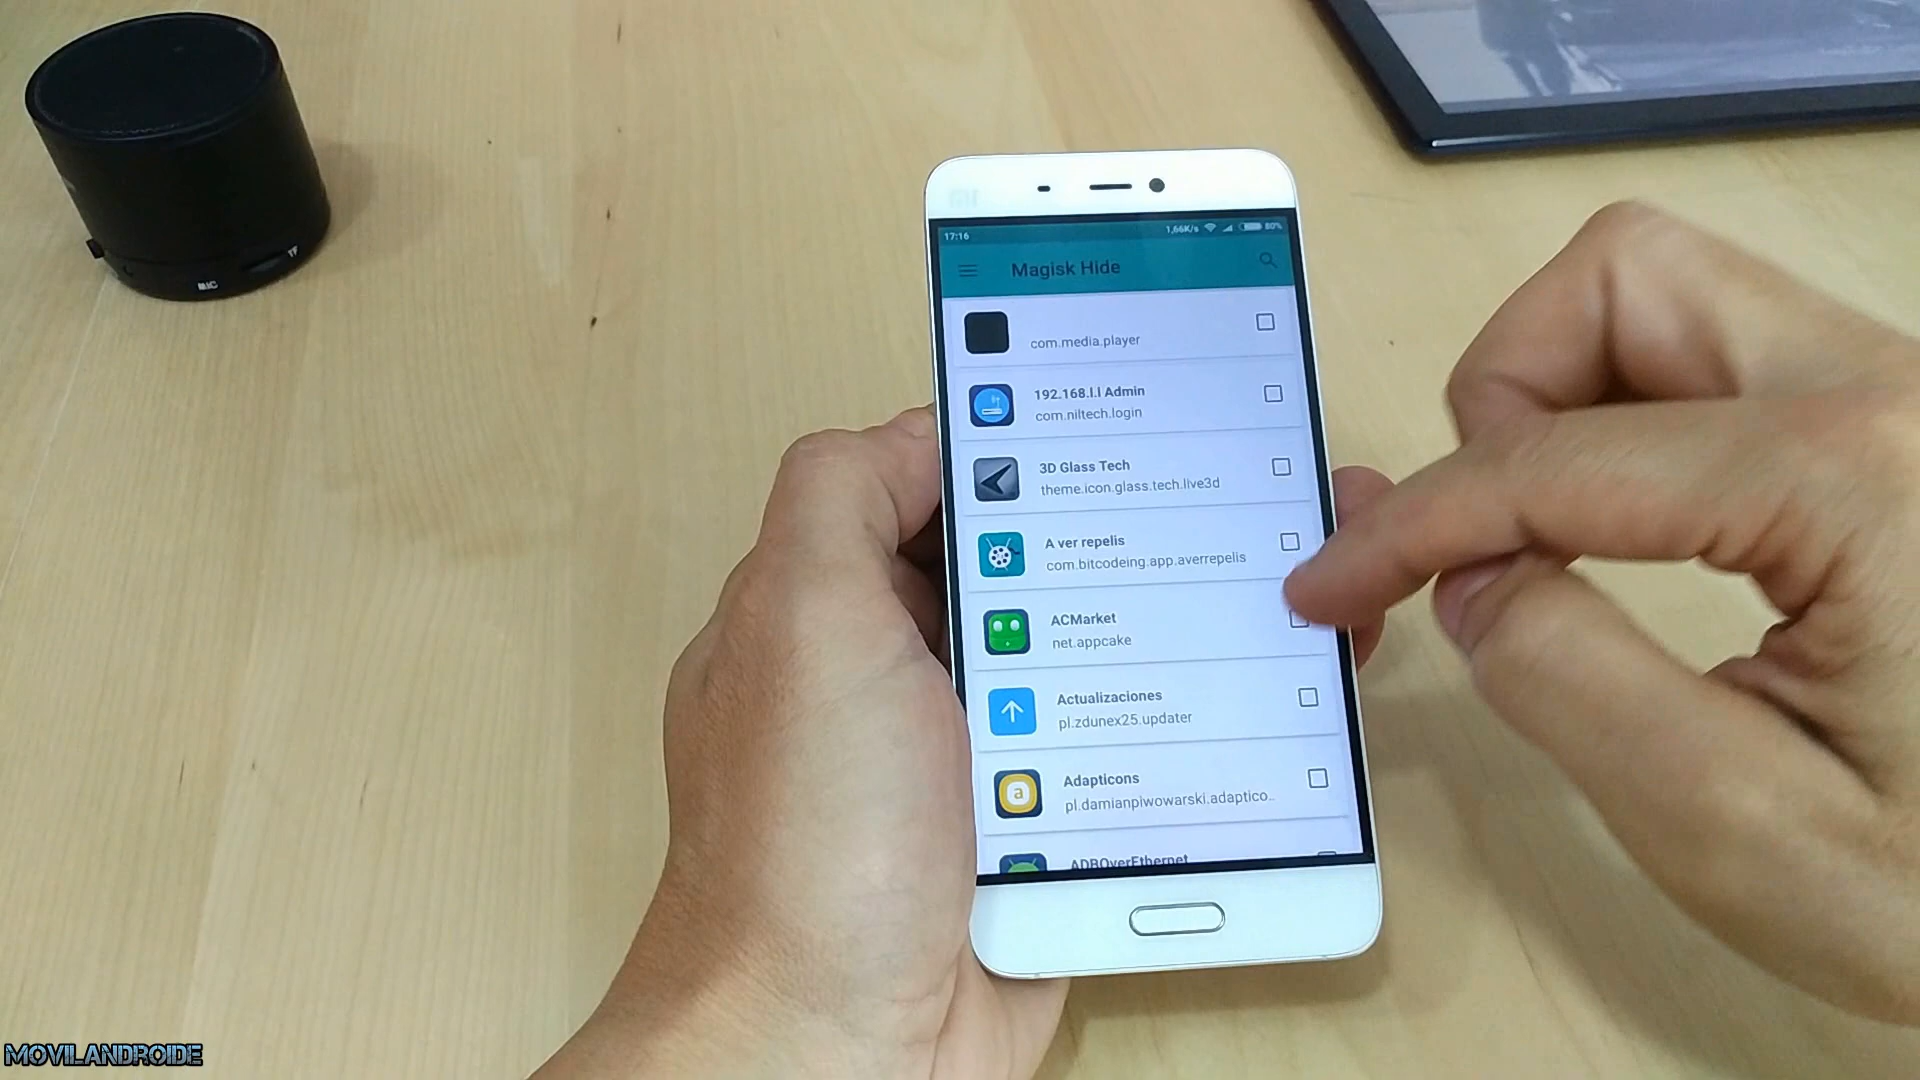 MIC
TF
mi
17:16
1,66K/s
80%
Magisk Hide
com.media.player
192.168.l.l Admin
com.niltech.login
3D Glass Tech
theme.icon.glass.tech.live3d
A ver repelis
com.bitcodeing.app.averrepelis
ACMarket
net.appcake
Actualizaciones
pl.zdunex25.updater
Adapticons
pl.damianpiwowarski.adaptico..
ADBOverEthernet
MOVILANDROIDE